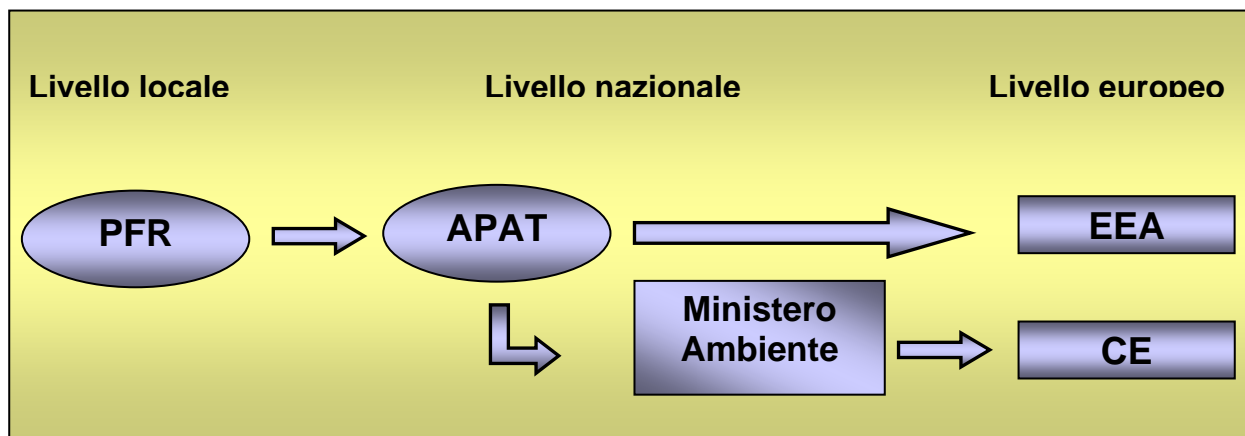 Livello locale
Livello nazionale
Livello europeo
PFR
APAT
EEA
Ministero
Ambiente
CE